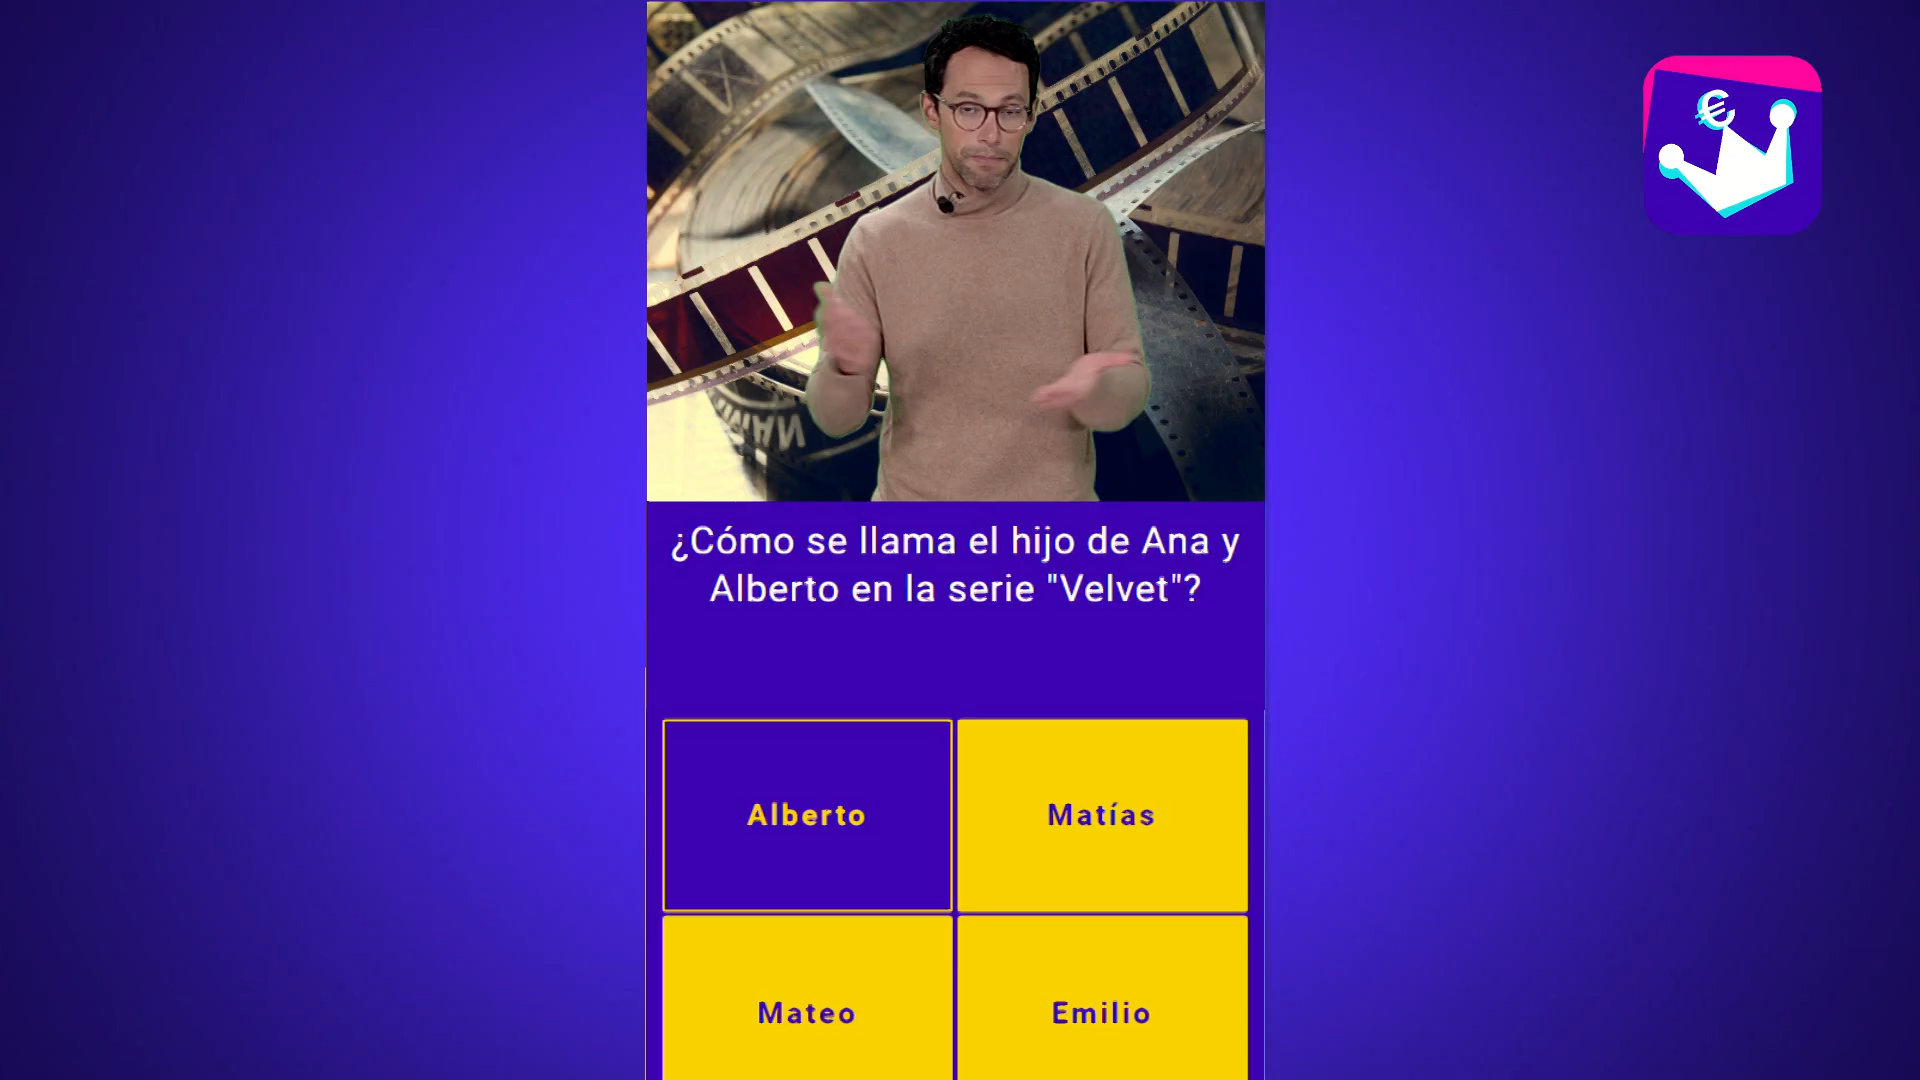 ¿Cómo se llama el hijo de Ana y
Alberto en la serie "Velvet"?
Alberto
Matías
Mateo
Emilio